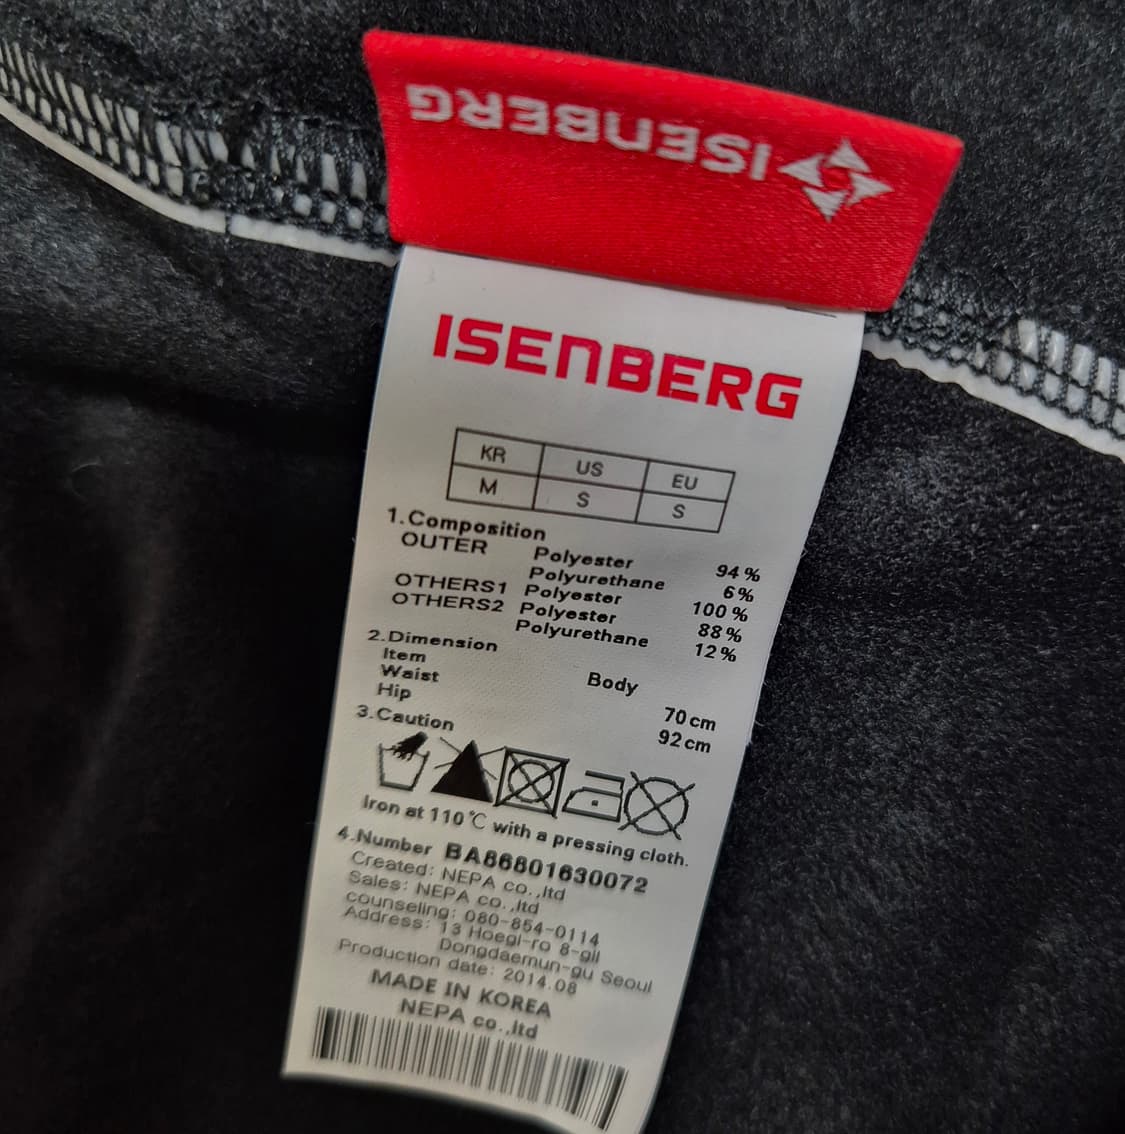 ISENBERG
ISENBERG
KR US EU
M S S
1.Composition
OUTER Polyester 94%
Polyurethane 6%
OTHERS1 Polyester 100%
OTHERS2 Polyester 88%
Polyurethane 12%
2.Dimension
Item Body
Waist 70cm
Hip 92cm
3.Caution
Iron at 110℃ with a pressing cloth.
4.Number BA86801630072
Created: NEPA co.,ltd
Sales: NEPA co.,ltd
counseling: 080-854-0114
Address: 13 Hoegi-ro 8-gil
Dongdaemun-gu Seoul
Production date: 2014.08
MADE IN KOREA
NEPA co.,ltd